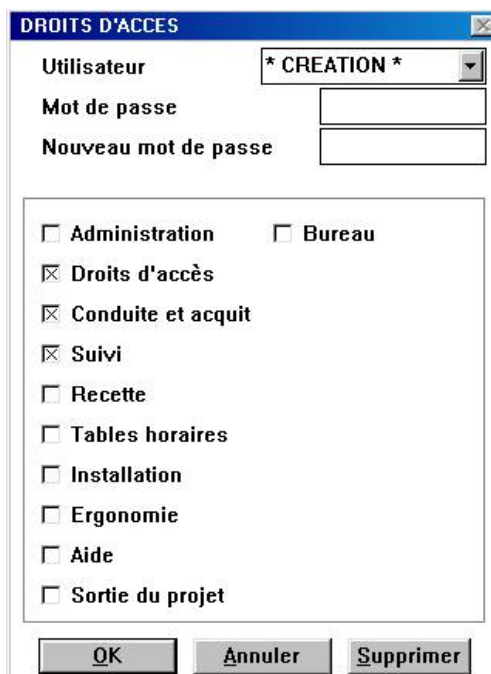 DROITS D'ACCES
Utilisateur * CREATION *
Mot de passe
Nouveau mot de passe
Administration Bureau
Droits d'accès
Conduite et acquit
Suivi
Recette
Tables horaires
Installation
Ergonomie
Aide
Sortie du projet
OK Annuler Supprimer